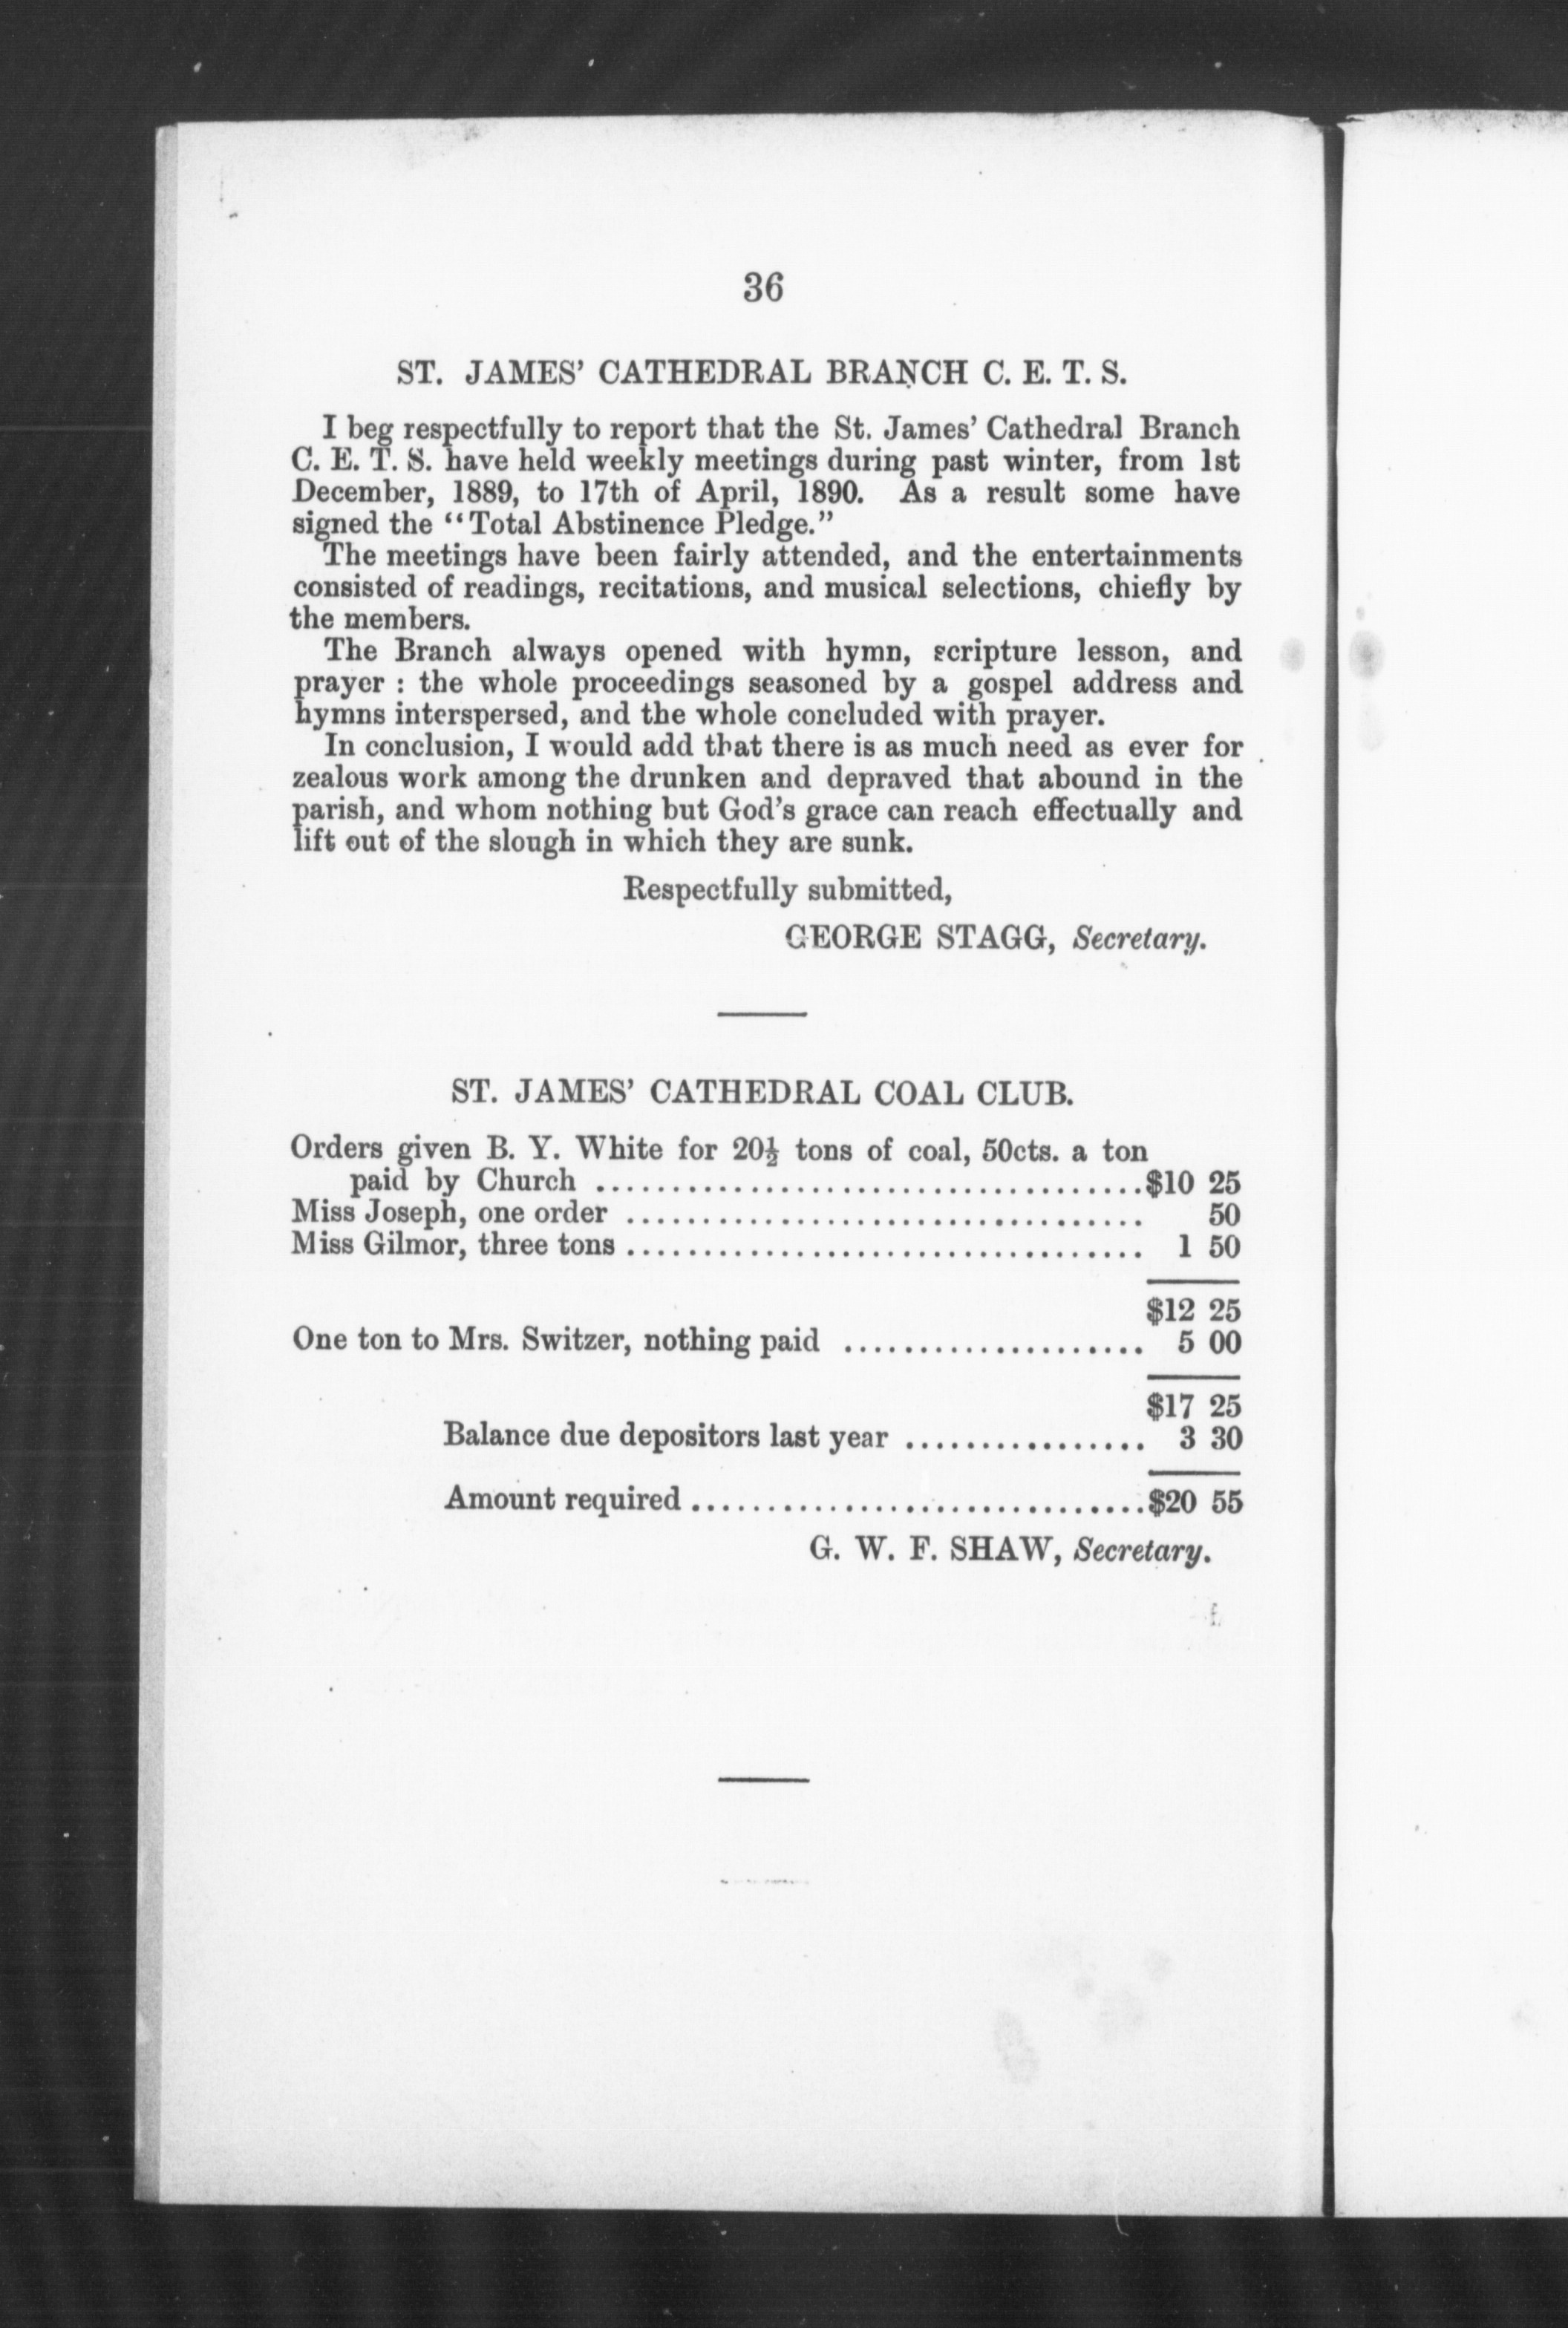 36
ST. JAMES' CATHEDRAL BRANCH C. E. T. S.
I beg respectfully to report that the St. James' Cathedral Branch
C. E. T. S. have held weekly meetings during past winter, from 1st
December, 1889, to 17th of April, 1890. As a result some have
signed the "Total Abstinence Pledge."
The meetings have been fairly attended, and the entertainments
consisted of readings, recitations, and musical selections, chiefly by
the members.
The Branch always opened with hymn, scripture lesson, and
prayer : the whole proceedings seasoned by a gospel address and
hymns interspersed, and the whole concluded with prayer.
In conclusion, I would add that there is as much need as ever for
zealous work among the drunken and depraved that abound in the
parish, and whom nothing but God's grace can reach effectually and
lift out of the slough in which they are sunk.
Respectfully submitted,
GEORGE STAGG, Secretary.
ST. JAMES' CATHEDRAL COAL CLUB.
Orders given B. Y. White for 20½ tons of coal, 50cts. a ton
paid by Church ....................................$10 25
Miss Joseph, one order .................................. 50
Miss Gilmor, three tons .................................. 1 50
$12 25
One ton to Mrs. Switzer, nothing paid .................... 5 00
$17 25
Balance due depositors last year ................ 3 30
Amount required ..............................$20 55
G. W. F. SHAW, Secretary.